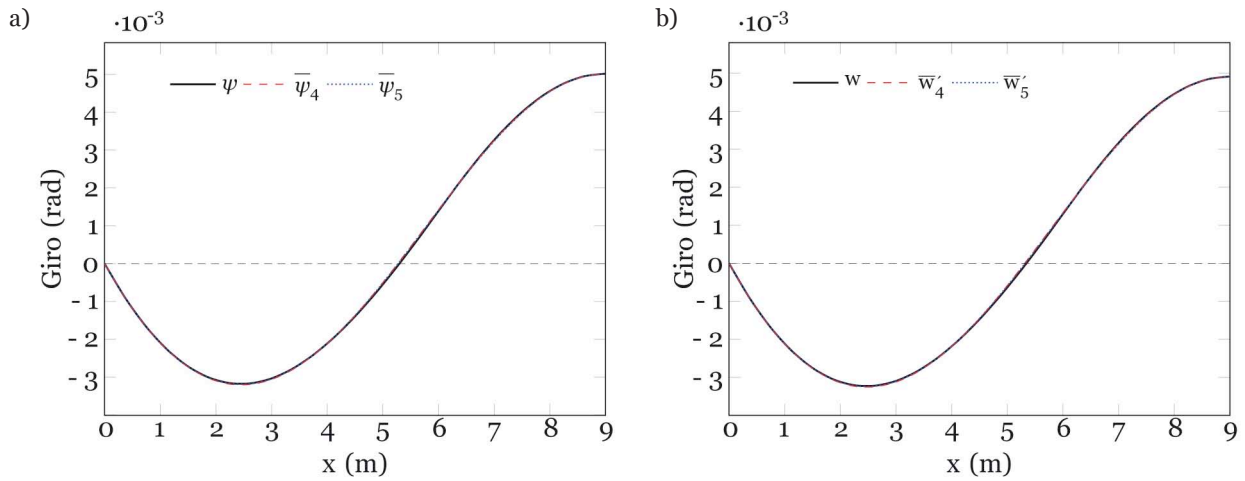 a)
·10⁻³
ψ ψ̅₄ ψ̅₅
5
4
3
2
1
0
- 1
- 2
- 3
Giro (rad)
0 1 2 3 4 5 6 7 8 9
x (m)
b)
·10⁻³
w w̅′₄ w̅′₅
5
4
3
2
1
0
- 1
- 2
- 3
Giro (rad)
0 1 2 3 4 5 6 7 8 9
x (m)